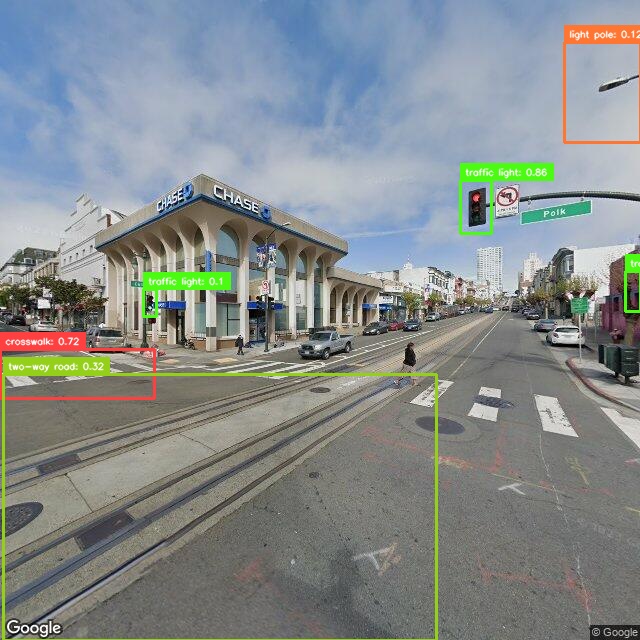 light pole: 0.12
traffic light: 0.86
CHASE
CHASE
Polk
traffic light: 0.1
tr
crosswalk: 0.72
two-way road: 0.32
Google
© Google